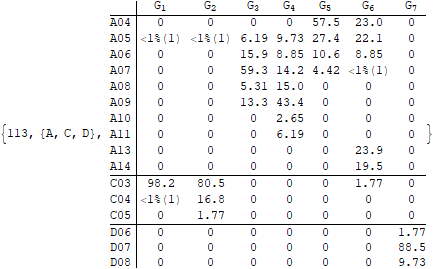 G1 G2 G3 G4 G5 G6 G7
A04 0 0 0 0 57.5 23.0 0
A05 <1%(1) <1%(1) 6.19 9.73 27.4 22.1 0
A06 0 0 15.9 8.85 10.6 8.85 0
A07 0 0 59.3 14.2 4.42 <1%(1) 0
A08 0 0 5.31 15.0 0 0 0
A09 0 0 13.3 43.4 0 0 0
A10 0 0 0 2.65 0 0 0
{113, {A, C, D}, A11 0 0 0 6.19 0 0 0 }
A13 0 0 0 0 0 23.9 0
A14 0 0 0 0 0 19.5 0
C03 98.2 80.5 0 0 0 1.77 0
C04 <1%(1) 16.8 0 0 0 0 0
C05 0 1.77 0 0 0 0 0
D06 0 0 0 0 0 0 1.77
D07 0 0 0 0 0 0 88.5
D08 0 0 0 0 0 0 9.73